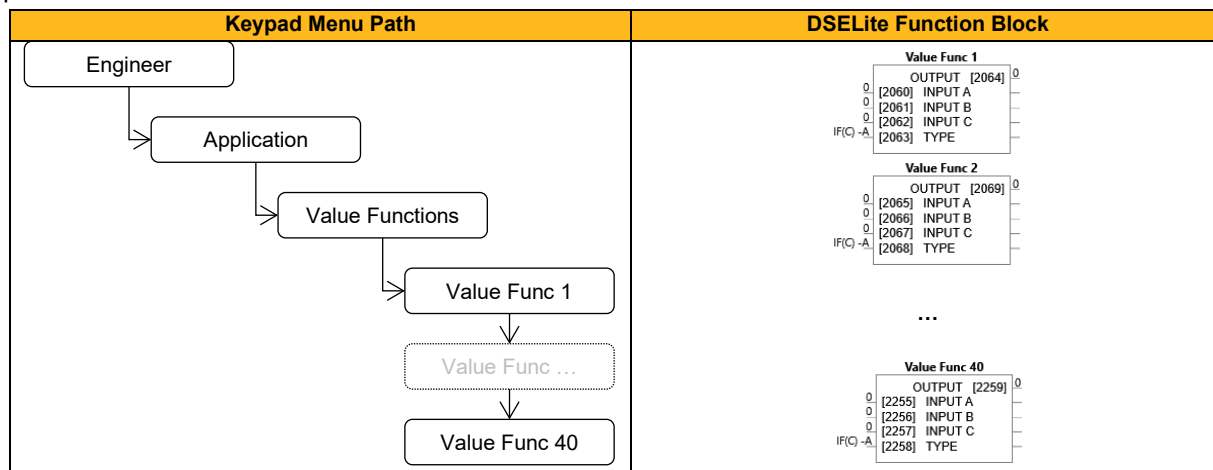 Keypad Menu Path
DSELite Function Block
Engineer
Application
Value Functions
Value Func 1
Value Func ...
Value Func 40
Value Func 1
OUTPUT [2064] 0
0 [2060] INPUT A
0 [2061] INPUT B
0 [2062] INPUT C
IF(C) -A [2063] TYPE
Value Func 2
OUTPUT [2069] 0
0 [2065] INPUT A
0 [2066] INPUT B
0 [2067] INPUT C
IF(C) -A [2068] TYPE
...
Value Func 40
OUTPUT [2259] 0
0 [2255] INPUT A
0 [2256] INPUT B
0 [2257] INPUT C
IF(C) -A [2258] TYPE